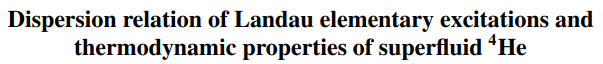 Dispersion relation of Landau elementary excitations and
thermodynamic properties of superfluid ⁴He